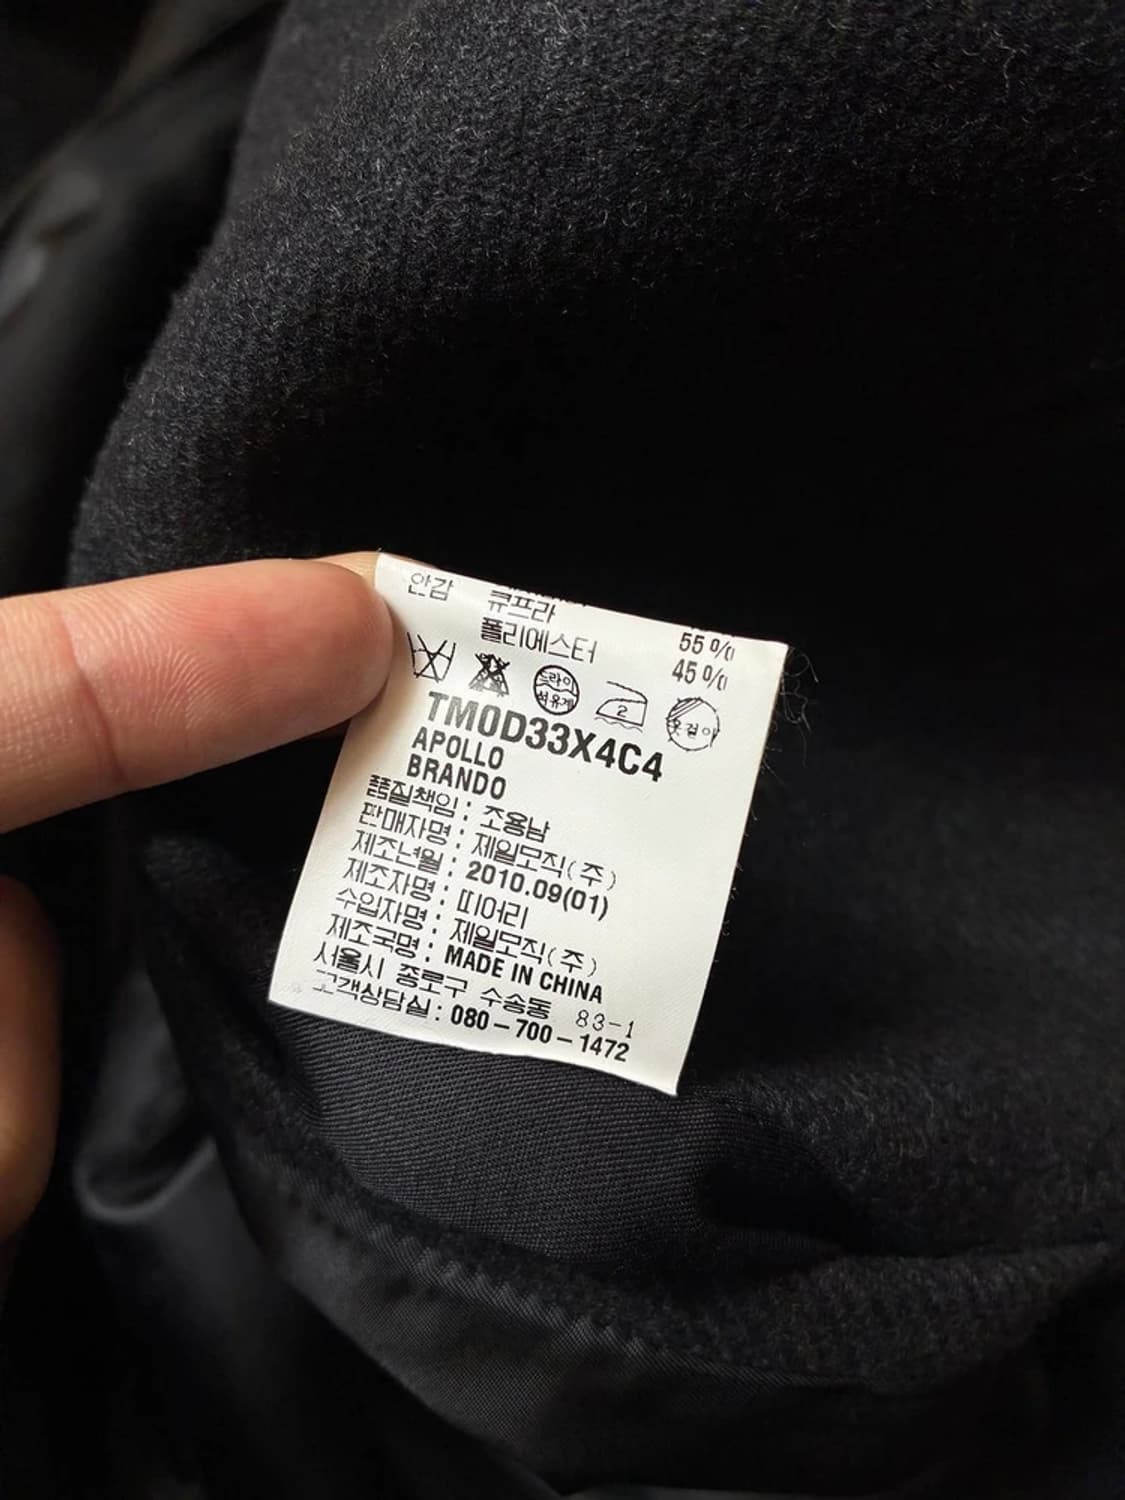 안감 큐프라 55%
폴리에스터 45%
드라이
석유계
2
옷걸이
TM0D33X4C4
APOLLO
BRANDO
품질책임 : 조용남
판매자명 : 제일모직(주)
제조년월 : 2010.09(01)
제조자명 : 띠어리
수입자명 : 제일모직(주)
제조국명 : MADE IN CHINA
서울시 종로구 수송동 83-1
고객상담실 : 080-700-1472